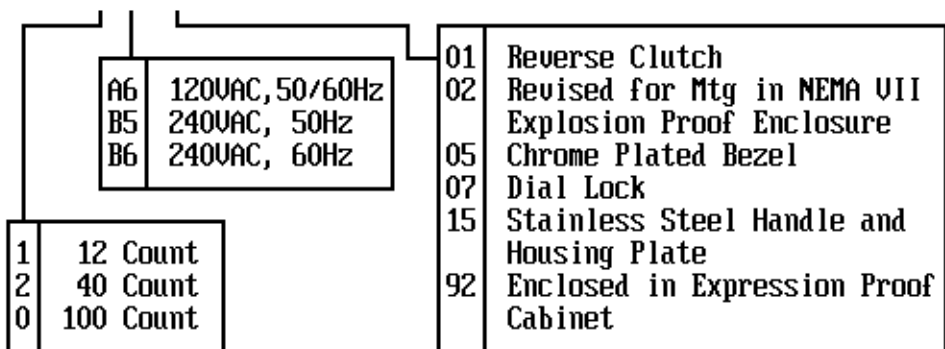 A6 120VAC,50/60Hz
B5 240VAC, 50Hz
B6 240VAC, 60Hz
1 12 Count
2 40 Count
0 100 Count
01 Reverse Clutch
02 Revised for Mtg in NEMA VII
Explosion Proof Enclosure
05 Chrome Plated Bezel
07 Dial Lock
15 Stainless Steel Handle and
Housing Plate
92 Enclosed in Expression Proof
Cabinet